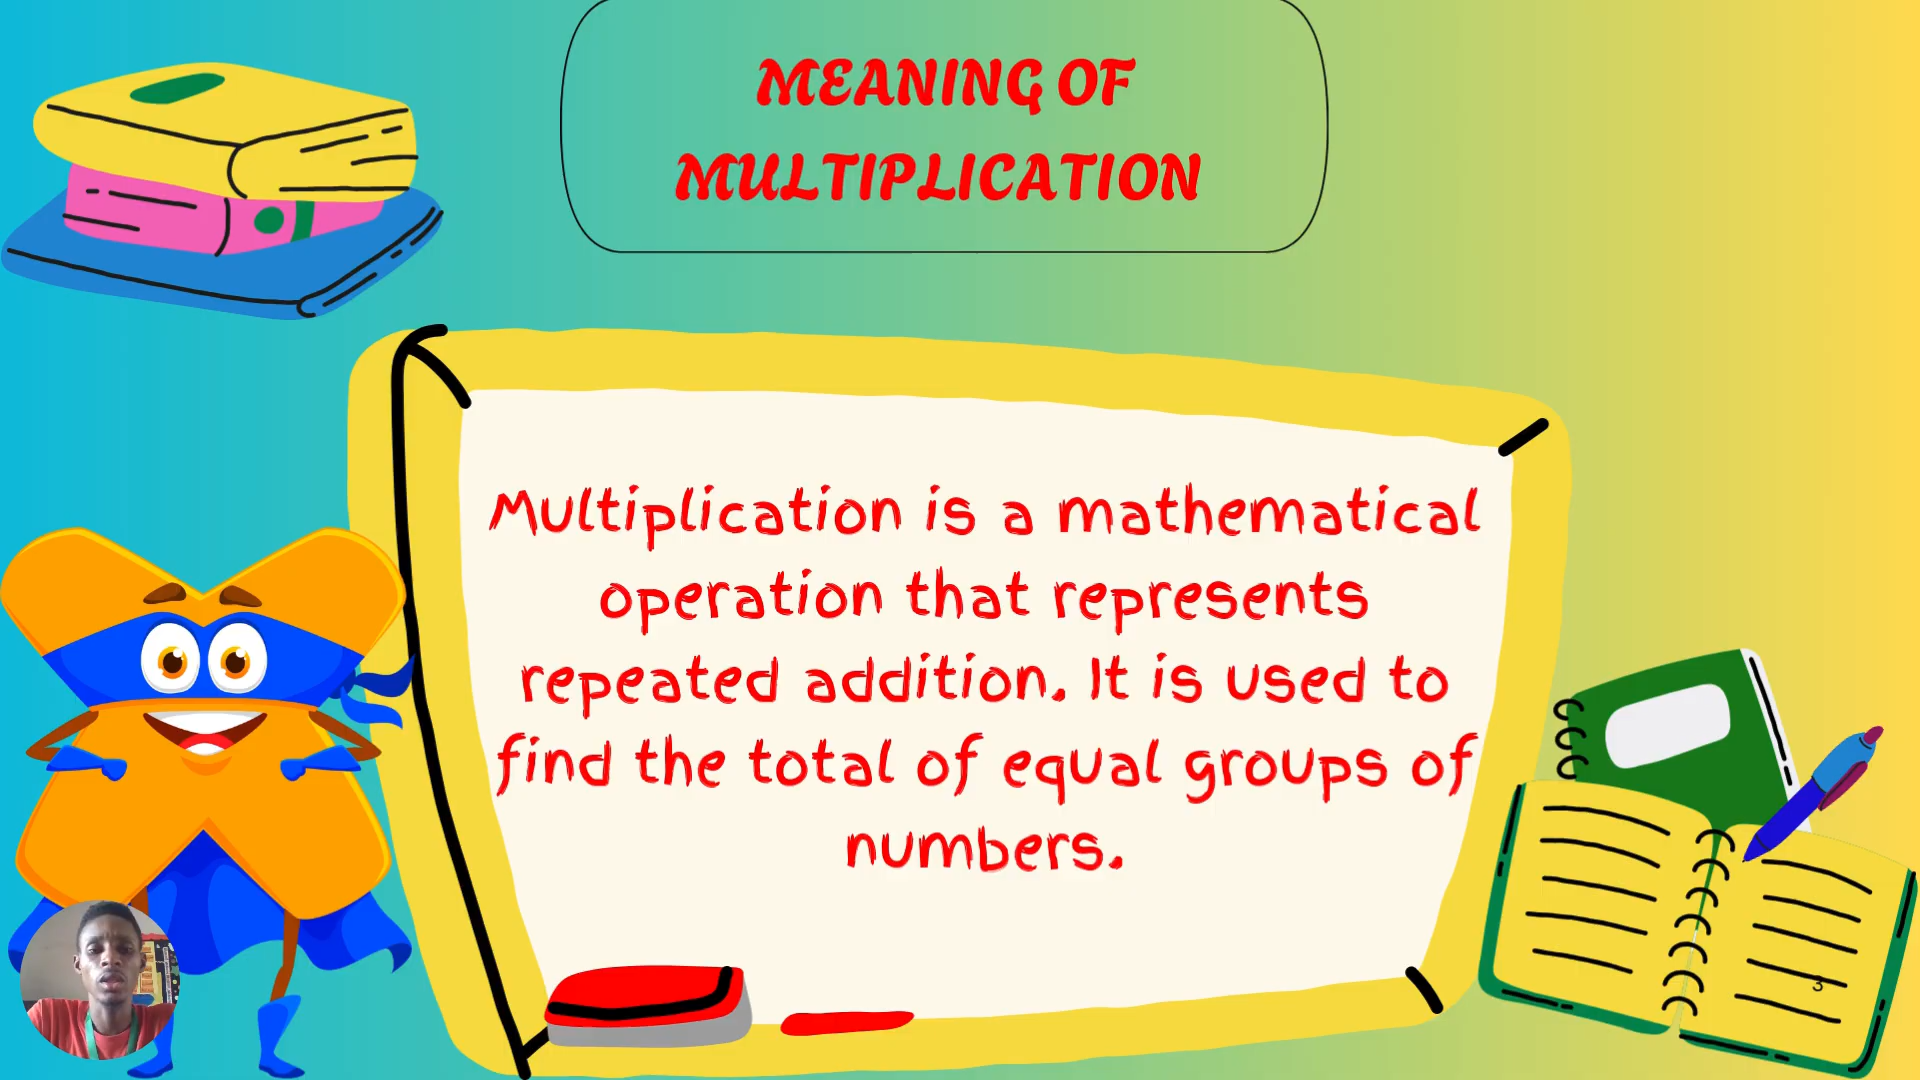 MEANING OF
MULTIPLICATION
Multiplication is a mathematical
operation that represents
repeated addition. It is used to
find the total of equal groups of
numbers.
3